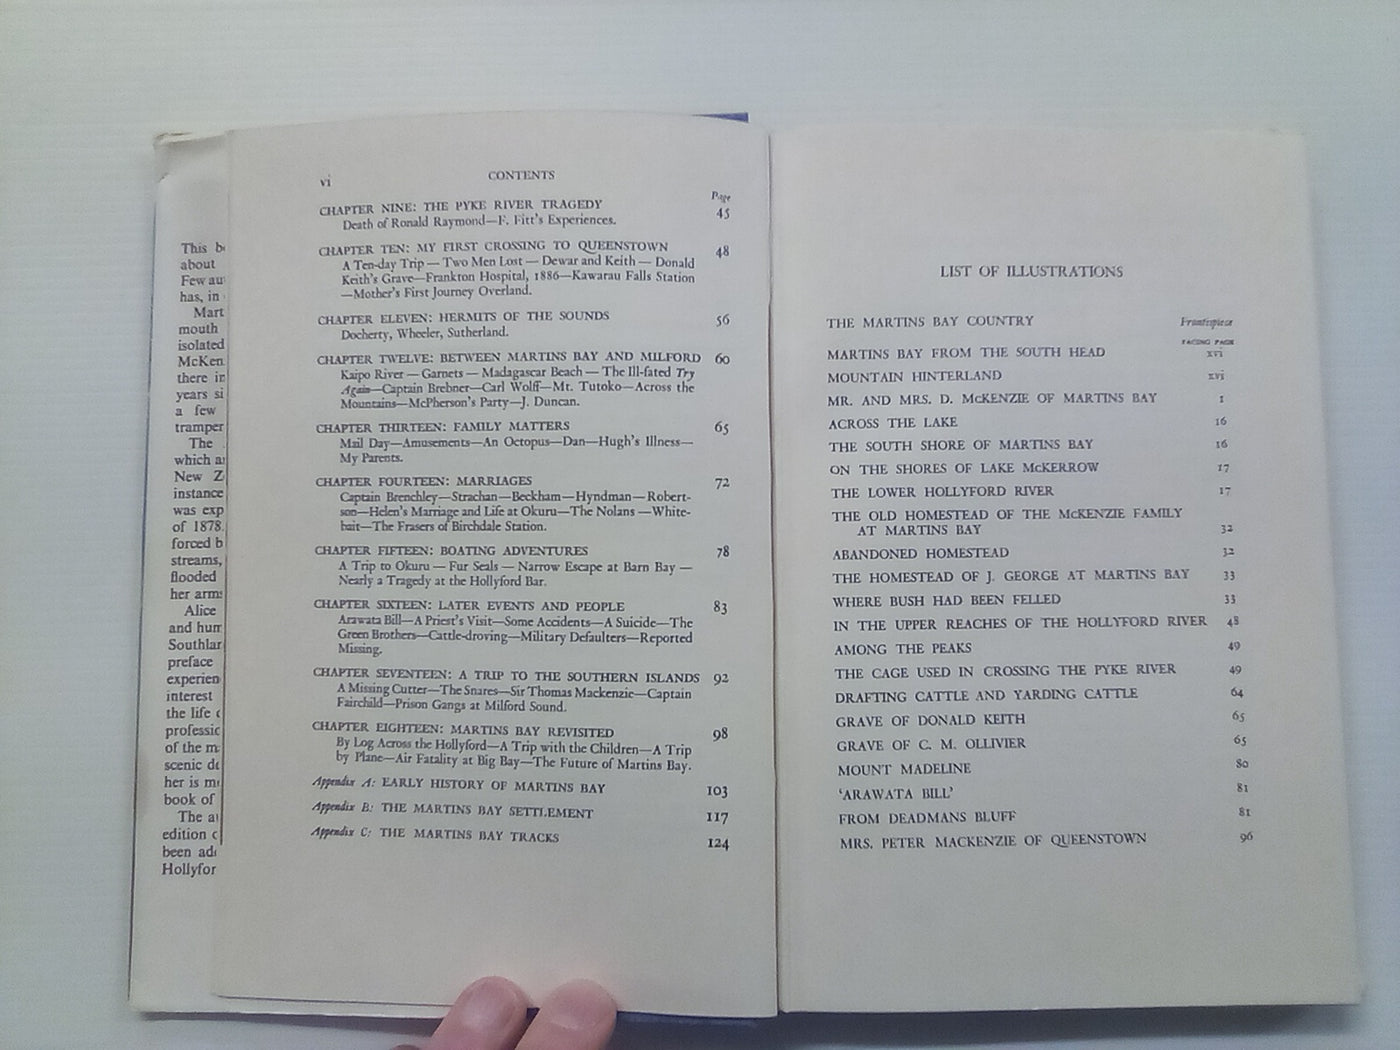 This b
about
Few au
has, in
Mart
mouth
isolated
McKen
there in
years si
a few
tramper
The
which a
New Z
instance
was exp
of 1878.
forced b
streams,
flooded
her arms
Alice
and hum
Southlar
preface
experien
interest
the life
professio
of the m
scenic d
her is m
book of
The a
edition
been ad
Hollyfor
vi CONTENTS
Page
CHAPTER NINE: THE PYKE RIVER TRAGEDY 45
Death of Ronald Raymond—F. Fitt's Experiences.
CHAPTER TEN: MY FIRST CROSSING TO QUEENSTOWN 48
A Ten-day Trip — Two Men Lost — Dewar and Keith — Donald
Keith's Grave—Frankton Hospital, 1886—Kawarau Falls Station
—Mother's First Journey Overland.
CHAPTER ELEVEN: HERMITS OF THE SOUNDS 56
Docherty, Wheeler, Sutherland.
CHAPTER TWELVE: BETWEEN MARTINS BAY AND MILFORD 60
Kaipo River — Garnets — Madagascar Beach — The Ill-fated Try
Again—Captain Brebner—Carl Wolff—Mt. Tutoko—Across the
Mountains—McPherson's Party—J. Duncan.
CHAPTER THIRTEEN: FAMILY MATTERS 65
Mail Day—Amusements—An Octopus—Dan—Hugh's Illness—
My Parents.
CHAPTER FOURTEEN: MARRIAGES 72
Captain Brenchley—Strachan—Beckham—Hyndman—Robert-
son—Helen's Marriage and Life at Okuru—The Nolans—White-
bait—The Frasers of Birchdale Station.
CHAPTER FIFTEEN: BOATING ADVENTURES 78
A Trip to Okuru — Fur Seals — Narrow Escape at Barn Bay —
Nearly a Tragedy at the Hollyford Bar.
CHAPTER SIXTEEN: LATER EVENTS AND PEOPLE 83
Arawata Bill—A Priest's Visit—Some Accidents—A Suicide—The
Green Brothers—Cattle-droving—Military Defaulters—Reported
Missing.
CHAPTER SEVENTEEN: A TRIP TO THE SOUTHERN ISLANDS 92
A Missing Cutter—The Snares—Sir Thomas Mackenzie—Captain
Fairchild—Prison Gangs at Milford Sound.
CHAPTER EIGHTEEN: MARTINS BAY REVISITED 98
By Log Across the Hollyford—A Trip with the Children—A Trip
by Plane—Air Fatality at Big Bay—The Future of Martins Bay.
Appendix A: EARLY HISTORY OF MARTINS BAY 103
Appendix B: THE MARTINS BAY SETTLEMENT 117
Appendix C: THE MARTINS BAY TRACKS 124
LIST OF ILLUSTRATIONS
THE MARTINS BAY COUNTRY Frontispiece
FACING PAGE
MARTINS BAY FROM THE SOUTH HEAD xvi
MOUNTAIN HINTERLAND xvi
MR. AND MRS. D. McKENZIE OF MARTINS BAY 1
ACROSS THE LAKE 16
THE SOUTH SHORE OF MARTINS BAY 16
ON THE SHORES OF LAKE McKERROW 17
THE LOWER HOLLYFORD RIVER 17
THE OLD HOMESTEAD OF THE McKENZIE FAMILY
AT MARTINS BAY 32
ABANDONED HOMESTEAD 32
THE HOMESTEAD OF J. GEORGE AT MARTINS BAY 33
WHERE BUSH HAD BEEN FELLED 33
IN THE UPPER REACHES OF THE HOLLYFORD RIVER 48
AMONG THE PEAKS 49
THE CAGE USED IN CROSSING THE PYKE RIVER 49
DRAFTING CATTLE AND YARDING CATTLE 64
GRAVE OF DONALD KEITH 65
GRAVE OF C. M. OLLIVIER 65
MOUNT MADELINE 80
'ARAWATA BILL' 81
FROM DEADMANS BLUFF 81
MRS. PETER MACKENZIE OF QUEENSTOWN 96